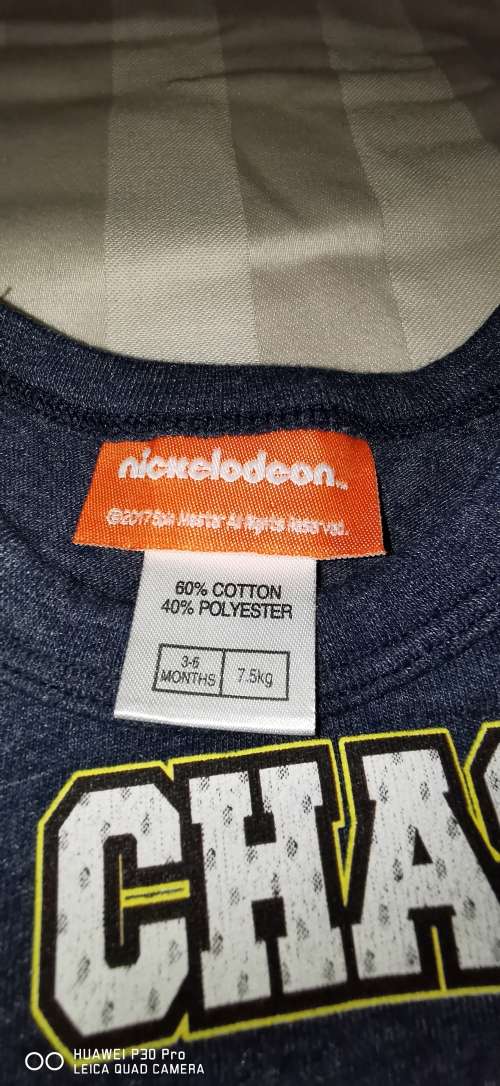 nickelodeon™
©2017 Spin Master All Rights Reserved.
60% COTTON
40% POLYESTER
3-6
MONTHS
7.5kg
CHA
HUAWEI P30 Pro
LEICA QUAD CAMERA